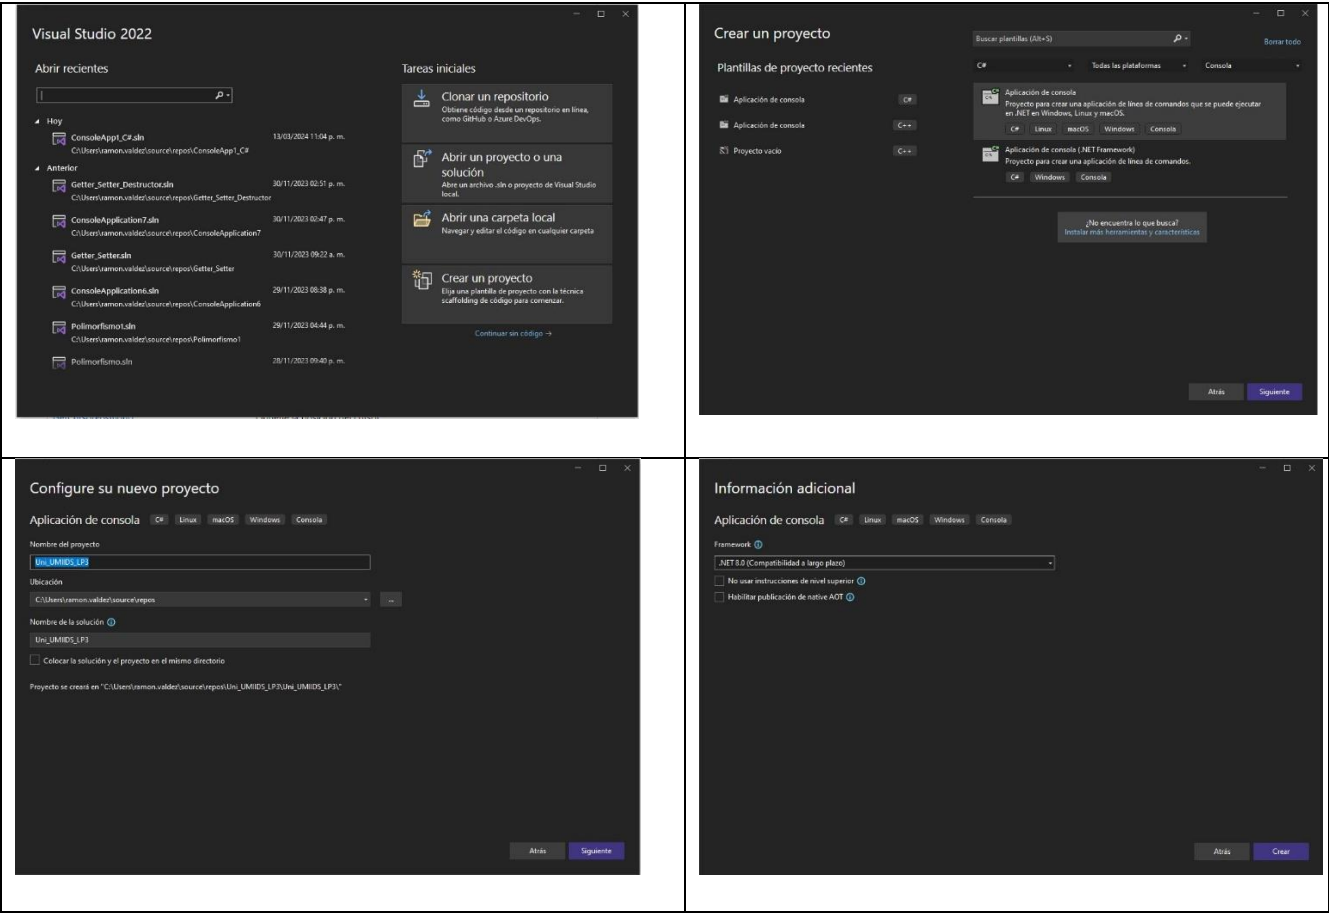 Visual Studio 2022
Abrir recientes
Hoy
ConsoleApp1_C#.sln 13/03/2024 11:04 p. m.
C:\Users\ramon.valdez\source\repos\ConsoleApp1_C#
Anterior
Getter_Setter_Destructor.sln 30/11/2023 02:51 p. m.
C:\Users\ramon.valdez\source\repos\Getter_Setter_Destructor
ConsoleApplication7.sln 30/11/2023 02:47 p. m.
C:\Users\ramon.valdez\source\repos\ConsoleApplication7
Getter_Setter.sln 30/11/2023 09:22 a. m.
C:\Users\ramon.valdez\source\repos\Getter_Setter
ConsoleApplication6.sln 29/11/2023 08:38 p. m.
C:\Users\ramon.valdez\source\repos\ConsoleApplication6
Polimorfismo1.sln 29/11/2023 04:44 p. m.
C:\Users\ramon.valdez\source\repos\Polimorfismo1
Polimorfismo.sln 28/11/2023 09:40 p. m.
Tareas iniciales
Clonar un repositorio
Obtiene código desde un repositorio en línea,
como GitHub o Azure DevOps.
Abrir un proyecto o una
solución
Abre un archivo .sln o proyecto de Visual Studio
local.
Abrir una carpeta local
Navegar y editar el código en cualquier carpeta
Crear un proyecto
Elija una plantilla de proyecto con la técnica
scaffolding de código para comenzar.
Continuar sin código →
Crear un proyecto
Buscar plantillas (Alt+S)
Borrar todo
Plantillas de proyecto recientes
Aplicación de consola C#
Aplicación de consola C++
Proyecto vacío C++
C# Todas las plataformas Consola
Aplicación de consola
Proyecto para crear una aplicación de línea de comandos que se puede ejecutar
en .NET en Windows, Linux y macOS.
C# Linux macOS Windows Consola
Aplicación de consola (.NET Framework)
Proyecto para crear una aplicación de línea de comandos.
C# Windows Consola
¿No encuentra lo que busca?
Instalar más herramientas y características
Atrás Siguiente
Configure su nuevo proyecto
Aplicación de consola C# Linux macOS Windows Consola
Nombre del proyecto
Uni_UMIIDS_LP3
Ubicación
C:\Users\ramon.valdez\source\repos
...
Nombre de la solución
Uni_UMIIDS_LP3
Colocar la solución y el proyecto en el mismo directorio
Proyecto se creará en "C:\Users\ramon.valdez\source\repos\Uni_UMIIDS_LP3\Uni_UMIIDS_LP3\"
Atrás Siguiente
Información adicional
Aplicación de consola C# Linux macOS Windows Consola
Framework
.NET 8.0 (Compatibilidad a largo plazo)
No usar instrucciones de nivel superior
Habilitar publicación de native AOT
Atrás Crear